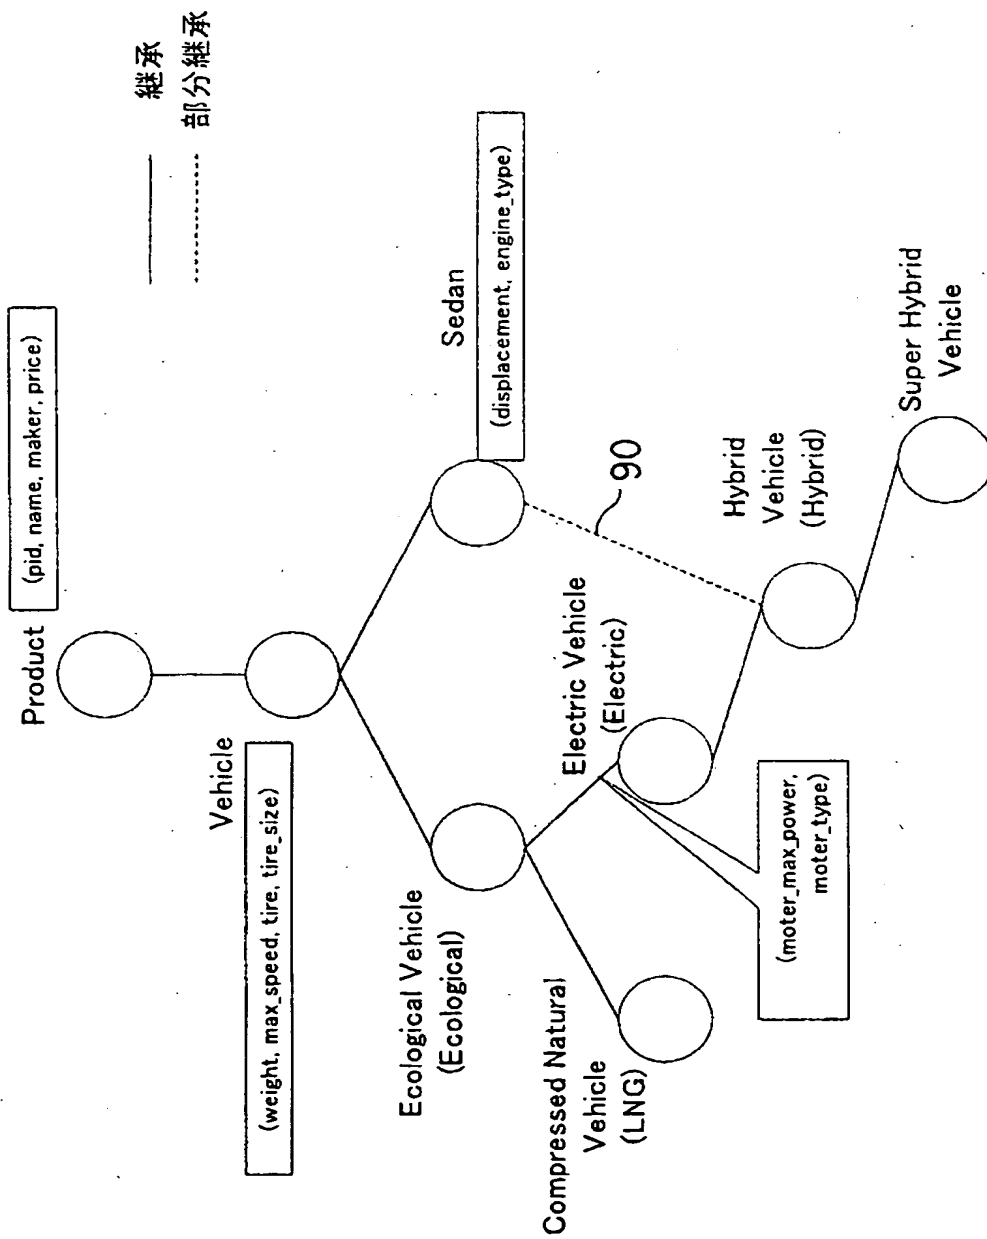 継承
部分継承
Product
(pid, name, maker, price)
Vehicle
(weight, max_speed, tire, tire_size)
Sedan
(displacement, engine_type)
Ecological Vehicle
(Ecological)
90
Electric Vehicle
(Electric)
Compressed Natural
Vehicle
(LNG)
(moter_max_power,
moter_type)
Hybrid
Vehicle
(Hybrid)
Super Hybrid
Vehicle